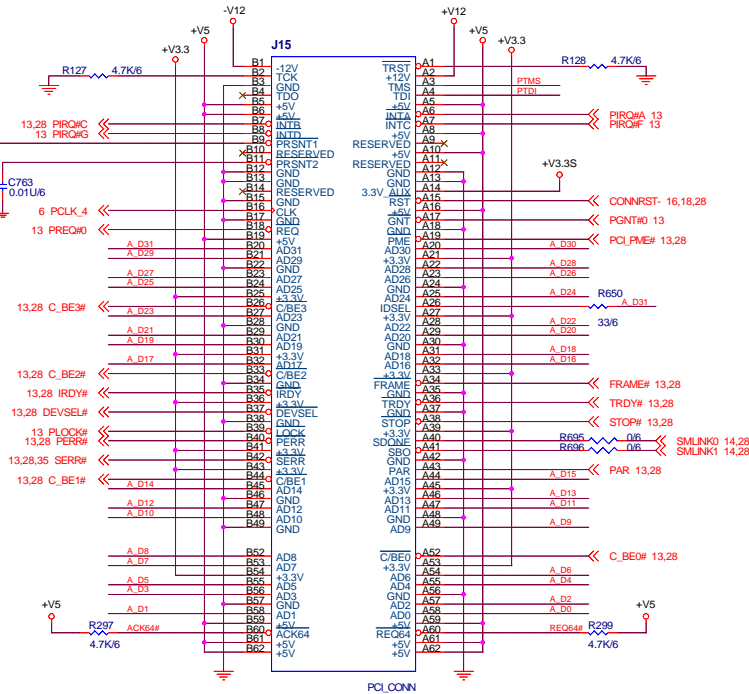 -V12
+V12
+V5
+V5
+V3.3
+V3.3
J15
R127 4.7K/6
R128 4.7K/6
B1 -12V
B2 TCK
B3 GND
B4 TDO
B5 +5V
B6 +5V
B7 INTB
B8 INTD
B9 PRSNT1
B10 RESERVED
B11 PRSNT2
B12 GND
B13 GND
B14 RESERVED
B15 GND
B16 CLK
B17 GND
B18 REQ
B19 +5V
B20 AD31
B21 AD29
B22 GND
B23 AD27
B24 AD25
B25 +3.3V
B26 C/BE3
B27 AD23
B28 GND
B29 AD21
B30 AD19
B31 +3.3V
B32 AD17
B33 C/BE2
B34 GND
B35 IRDY
B36 +3.3V
B37 DEVSEL
B38 GND
B39 LOCK
B40 PERR
B41 +3.3V
B42 SERR
B43 +3.3V
B44 C/BE1
B45 AD14
B46 GND
B47 AD12
B48 AD10
B49 GND
B52 AD8
B53 AD7
B54 +3.3V
B55 AD5
B56 AD3
B57 GND
B58 AD1
B59 +5V
B60 ACK64
B61 +5V
B62 +5V
TRST A1
+12V A2
TMS A3
TDI A4
+5V A5
INTA A6
INTC A7
+5V A8
RESERVED A9
+5V A10
RESERVED A11
GND A12
GND A13
3.3V_AUX A14
RST A15
+5V A16
GNT A17
GND A18
PME A19
AD30 A20
+3.3V A21
AD28 A22
AD26 A23
GND A24
AD24 A25
IDSEL A26
+3.3V A27
AD22 A28
AD20 A29
GND A30
AD18 A31
AD16 A32
+3.3V A33
FRAME A34
GND A35
TRDY A36
GND A37
STOP A38
+3.3V A39
SDONE A40
SBO A41
GND A42
PAR A43
AD15 A44
+3.3V A45
AD13 A46
AD11 A47
GND A48
AD9 A49
C/BE0 A52
+3.3V A53
AD6 A54
AD4 A55
GND A56
AD2 A57
AD0 A58
+5V A59
REQ64 A60
+5V A61
+5V A62
13,28 PIRQ#C
13 PIRQ#G
C763
0.01U/6
6 PCLK_4
13 PREQ#0
A_D31
A_D29
A_D27
A_D25
13,28 C_BE3#
A_D23
A_D21
A_D19
A_D17
13,28 C_BE2#
13,28 IRDY#
13,28 DEVSEL#
13 PLOCK#
13,28 PERR#
13,28,35 SERR#
13,28 C_BE1#
A_D14
A_D12
A_D10
A_D8
A_D7
A_D5
A_D3
A_D1
+V5
R297
4.7K/6
ACK64#
PTMS
PTDI
PIRQ#A 13
PIRQ#F 13
+V3.3S
CONNRST- 16,18,28
PGNT#0 13
PCI_PME# 13,28
A_D30
A_D28
A_D26
A_D24
R650
A_D31
33/6
A_D22
A_D20
A_D18
A_D16
FRAME# 13,28
TRDY# 13,28
STOP# 13,28
R695 0/6 SMLINK0 14,28
R696 0/6 SMLINK1 14,28
PAR 13,28
A_D15
A_D13
A_D11
A_D9
C_BE0# 13,28
A_D6
A_D4
A_D2
A_D0
+V5
REQ64# R299
4.7K/6
PCI_CONN